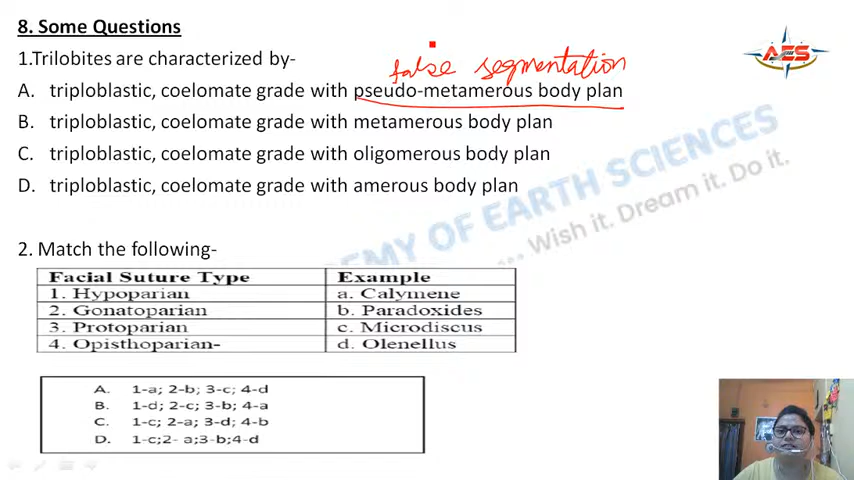 8. Some Questions
1.Trilobites are characterized by-
false segmentation
A. triploblastic, coelomate grade with pseudo-metamerous body plan
B. triploblastic, coelomate grade with metamerous body plan
C. triploblastic, coelomate grade with oligomerous body plan
D. triploblastic, coelomate grade with amerous body plan
AES
EMY OF EARTH SCIENCES
... Wish it. Dream it. Do it.
2. Match the following-
Facial Suture Type Example
1. Hypoparian a. Calymene
2. Gonatoparian b. Paradoxides
3. Protoparian c. Microdiscus
4. Opisthoparian- d. Olenellus
A. 1-a; 2-b; 3-c; 4-d
B. 1-d; 2-c; 3-b; 4-a
C. 1-c; 2-a; 3-d; 4-b
D. 1-c;2- a;3-b;4-d